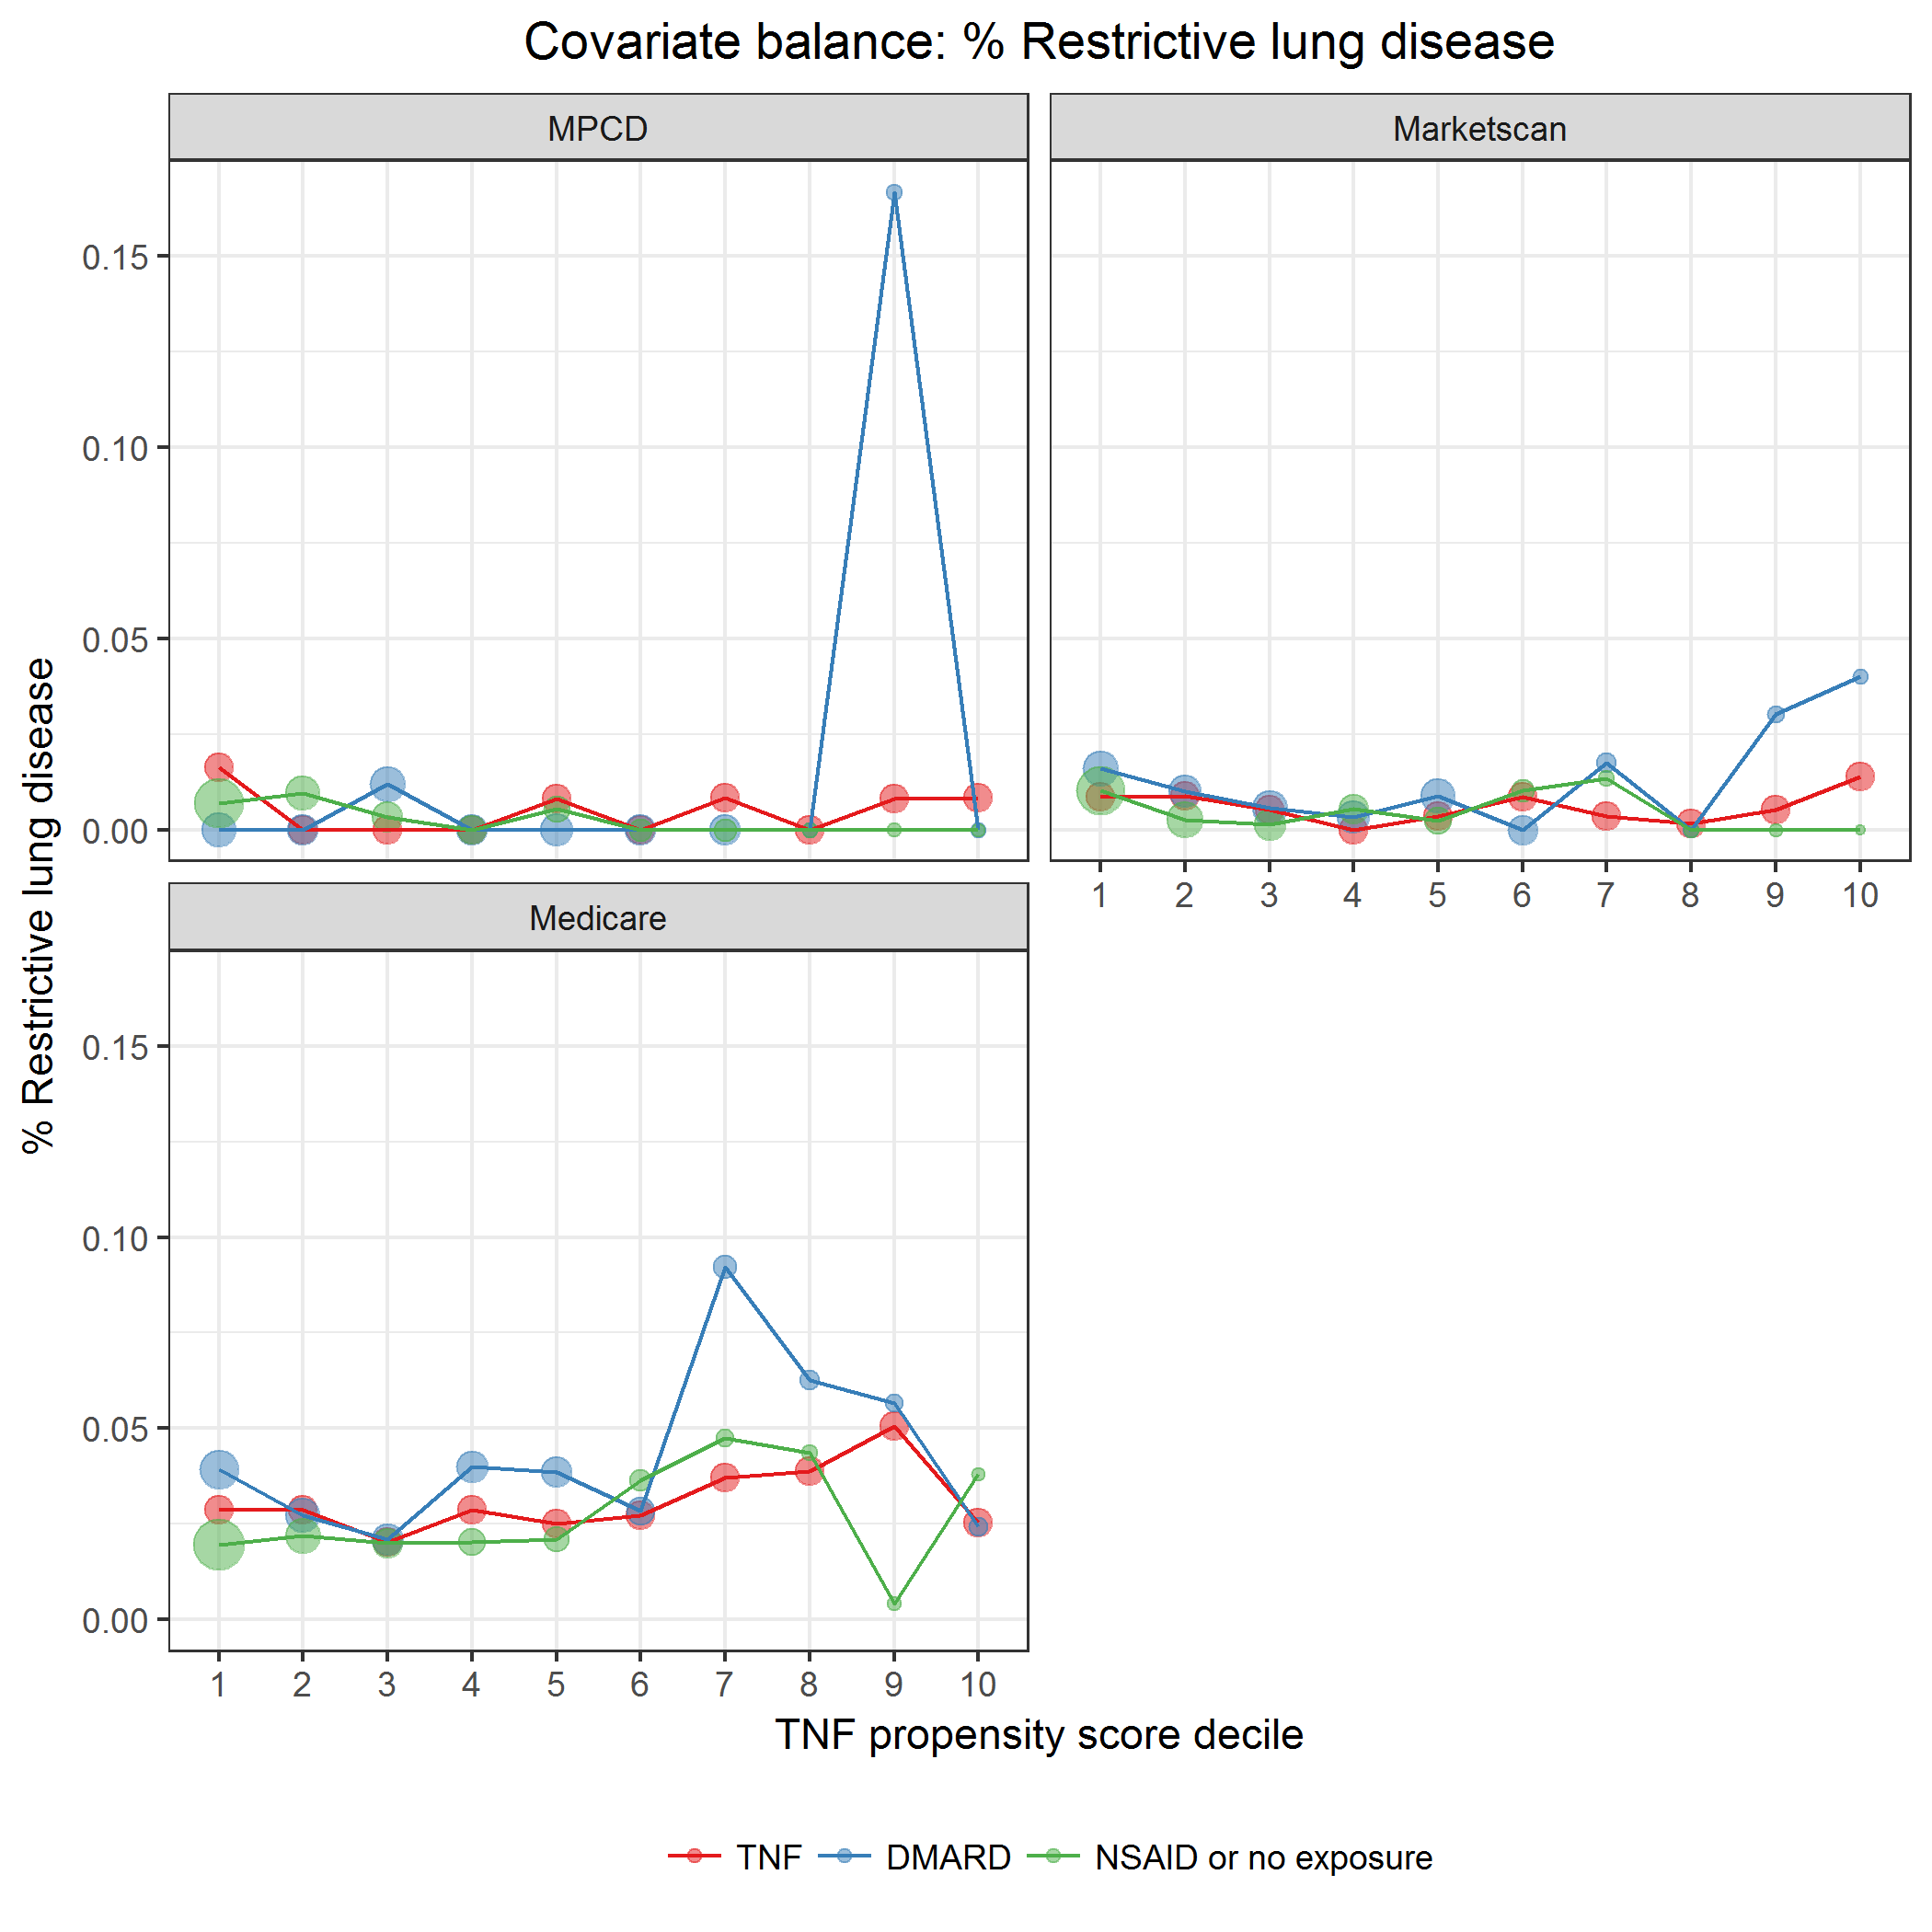 Covariate balance: % Restrictive lung disease
MPCD
Marketscan
0.15
0.10
0.05
0.00
1 2 3 4 5 6 7 8 9 10
Medicare
0.15
0.10
0.05
0.00
1 2 3 4 5 6 7 8 9 10
% Restrictive lung disease
TNF propensity score decile
TNF DMARD NSAID or no exposure